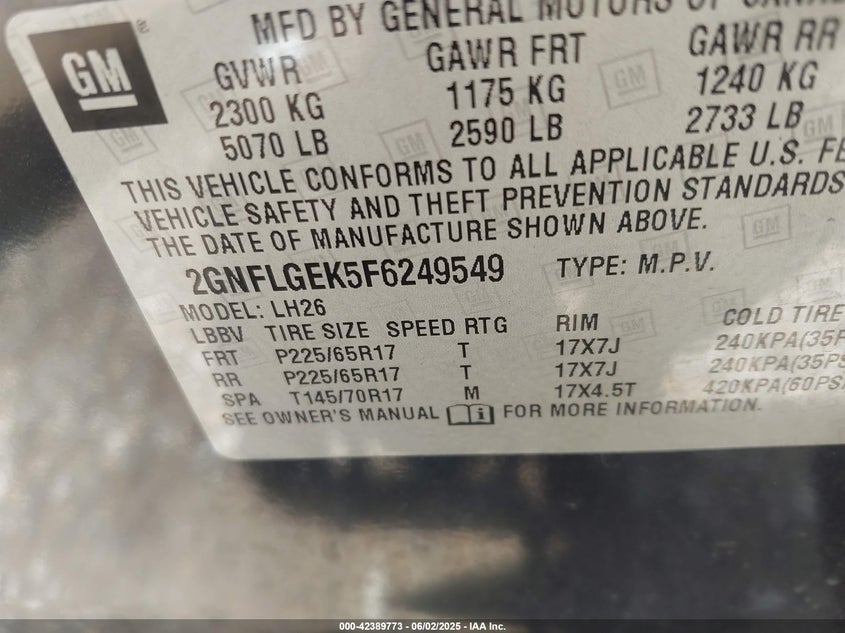 GM
MFD BY GENERAL MOTORS OF
GVWR GAWR FRT GAWR RR
2300 KG 1175 KG 1240 KG
5070 LB 2590 LB 2733 LB
THIS VEHICLE CONFORMS TO ALL APPLICABLE U.S.
VEHICLE SAFETY AND THEFT PREVENTION STANDARDS
THE DATE OF MANUFACTURE SHOWN ABOVE.
2GNFLGEK5F6249549 TYPE: M.P.V.
MODEL: LH26
LBBV TIRE SIZE SPEED RTG RIM COLD TIRE
FRT P225/65R17 T 17X7J 240KPA(35P
RR P225/65R17 T 17X7J 240KPA(35PS
SPA T145/70R17 M 17X4.5T 420KPA(60PS
SEE OWNER'S MANUAL FOR MORE INFORMATION.
000-42389773 - 06/02/2025 - IAA Inc.